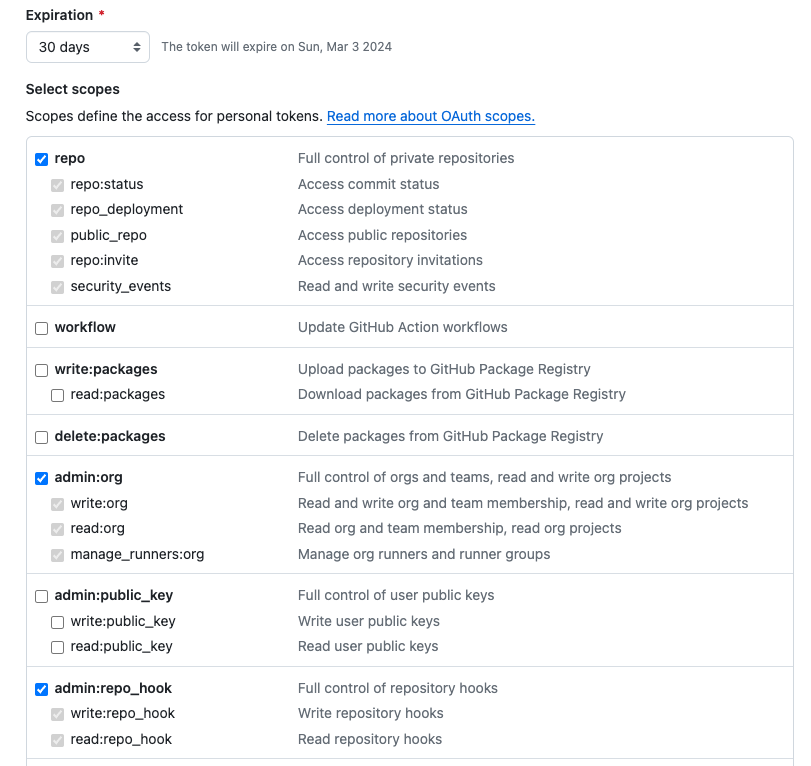 Expiration *
30 days The token will expire on Sun, Mar 3 2024
Select scopes
Scopes define the access for personal tokens. Read more about OAuth scopes.
repo Full control of private repositories
repo:status Access commit status
repo_deployment Access deployment status
public_repo Access public repositories
repo:invite Access repository invitations
security_events Read and write security events
workflow Update GitHub Action workflows
write:packages Upload packages to GitHub Package Registry
read:packages Download packages from GitHub Package Registry
delete:packages Delete packages from GitHub Package Registry
admin:org Full control of orgs and teams, read and write org projects
write:org Read and write org and team membership, read and write org projects
read:org Read org and team membership, read org projects
manage_runners:org Manage org runners and runner groups
admin:public_key Full control of user public keys
write:public_key Write user public keys
read:public_key Read user public keys
admin:repo_hook Full control of repository hooks
write:repo_hook Write repository hooks
read:repo_hook Read repository hooks